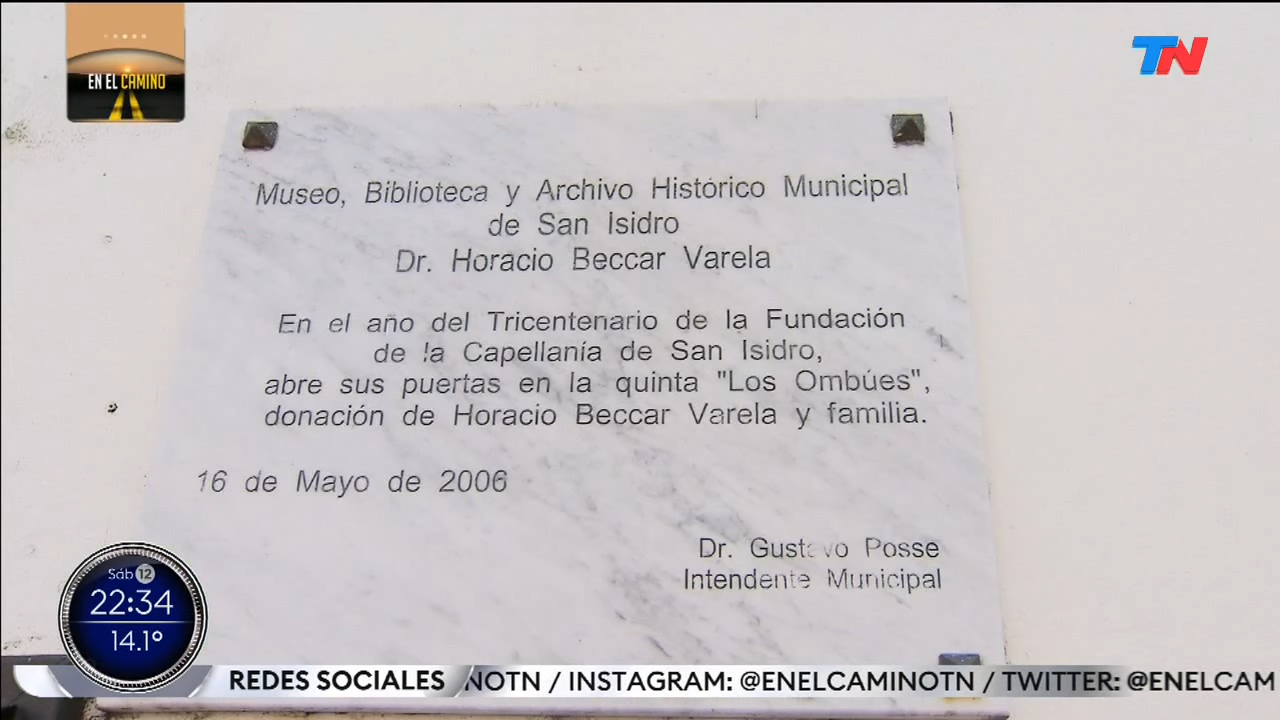 EN EL CAMINO
TN
Museo, Biblioteca y Archivo Histórico Municipal
de San Isidro
Dr. Horacio Beccar Varela
En el año del Tricentenario de la Fundación
de la Capellanía de San Isidro,
abre sus puertas en la quinta "Los Ombúes",
donación de Horacio Beccar Varela y familia.
16 de Mayo de 2006
Dr. Gustavo Posse
Intendente Municipal
Sáb 12
22:34
14.1°
REDES SOCIALES NOTN / INSTAGRAM: @ENELCAMINOTN / TWITTER: @ENELCAM